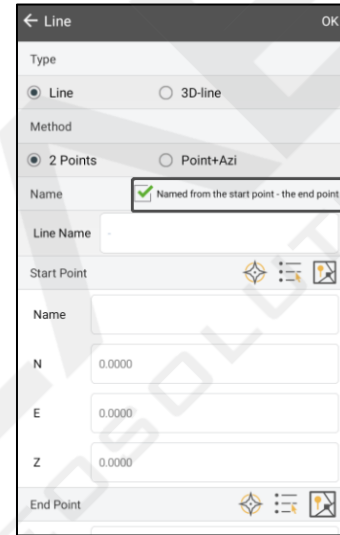 ← Line OK
Type
Line 3D-line
Method
2 Points Point+Azi
Name Named from the start point - the end point
Line Name -
Start Point
Name
N 0.0000
E 0.0000
Z 0.0000
End Point